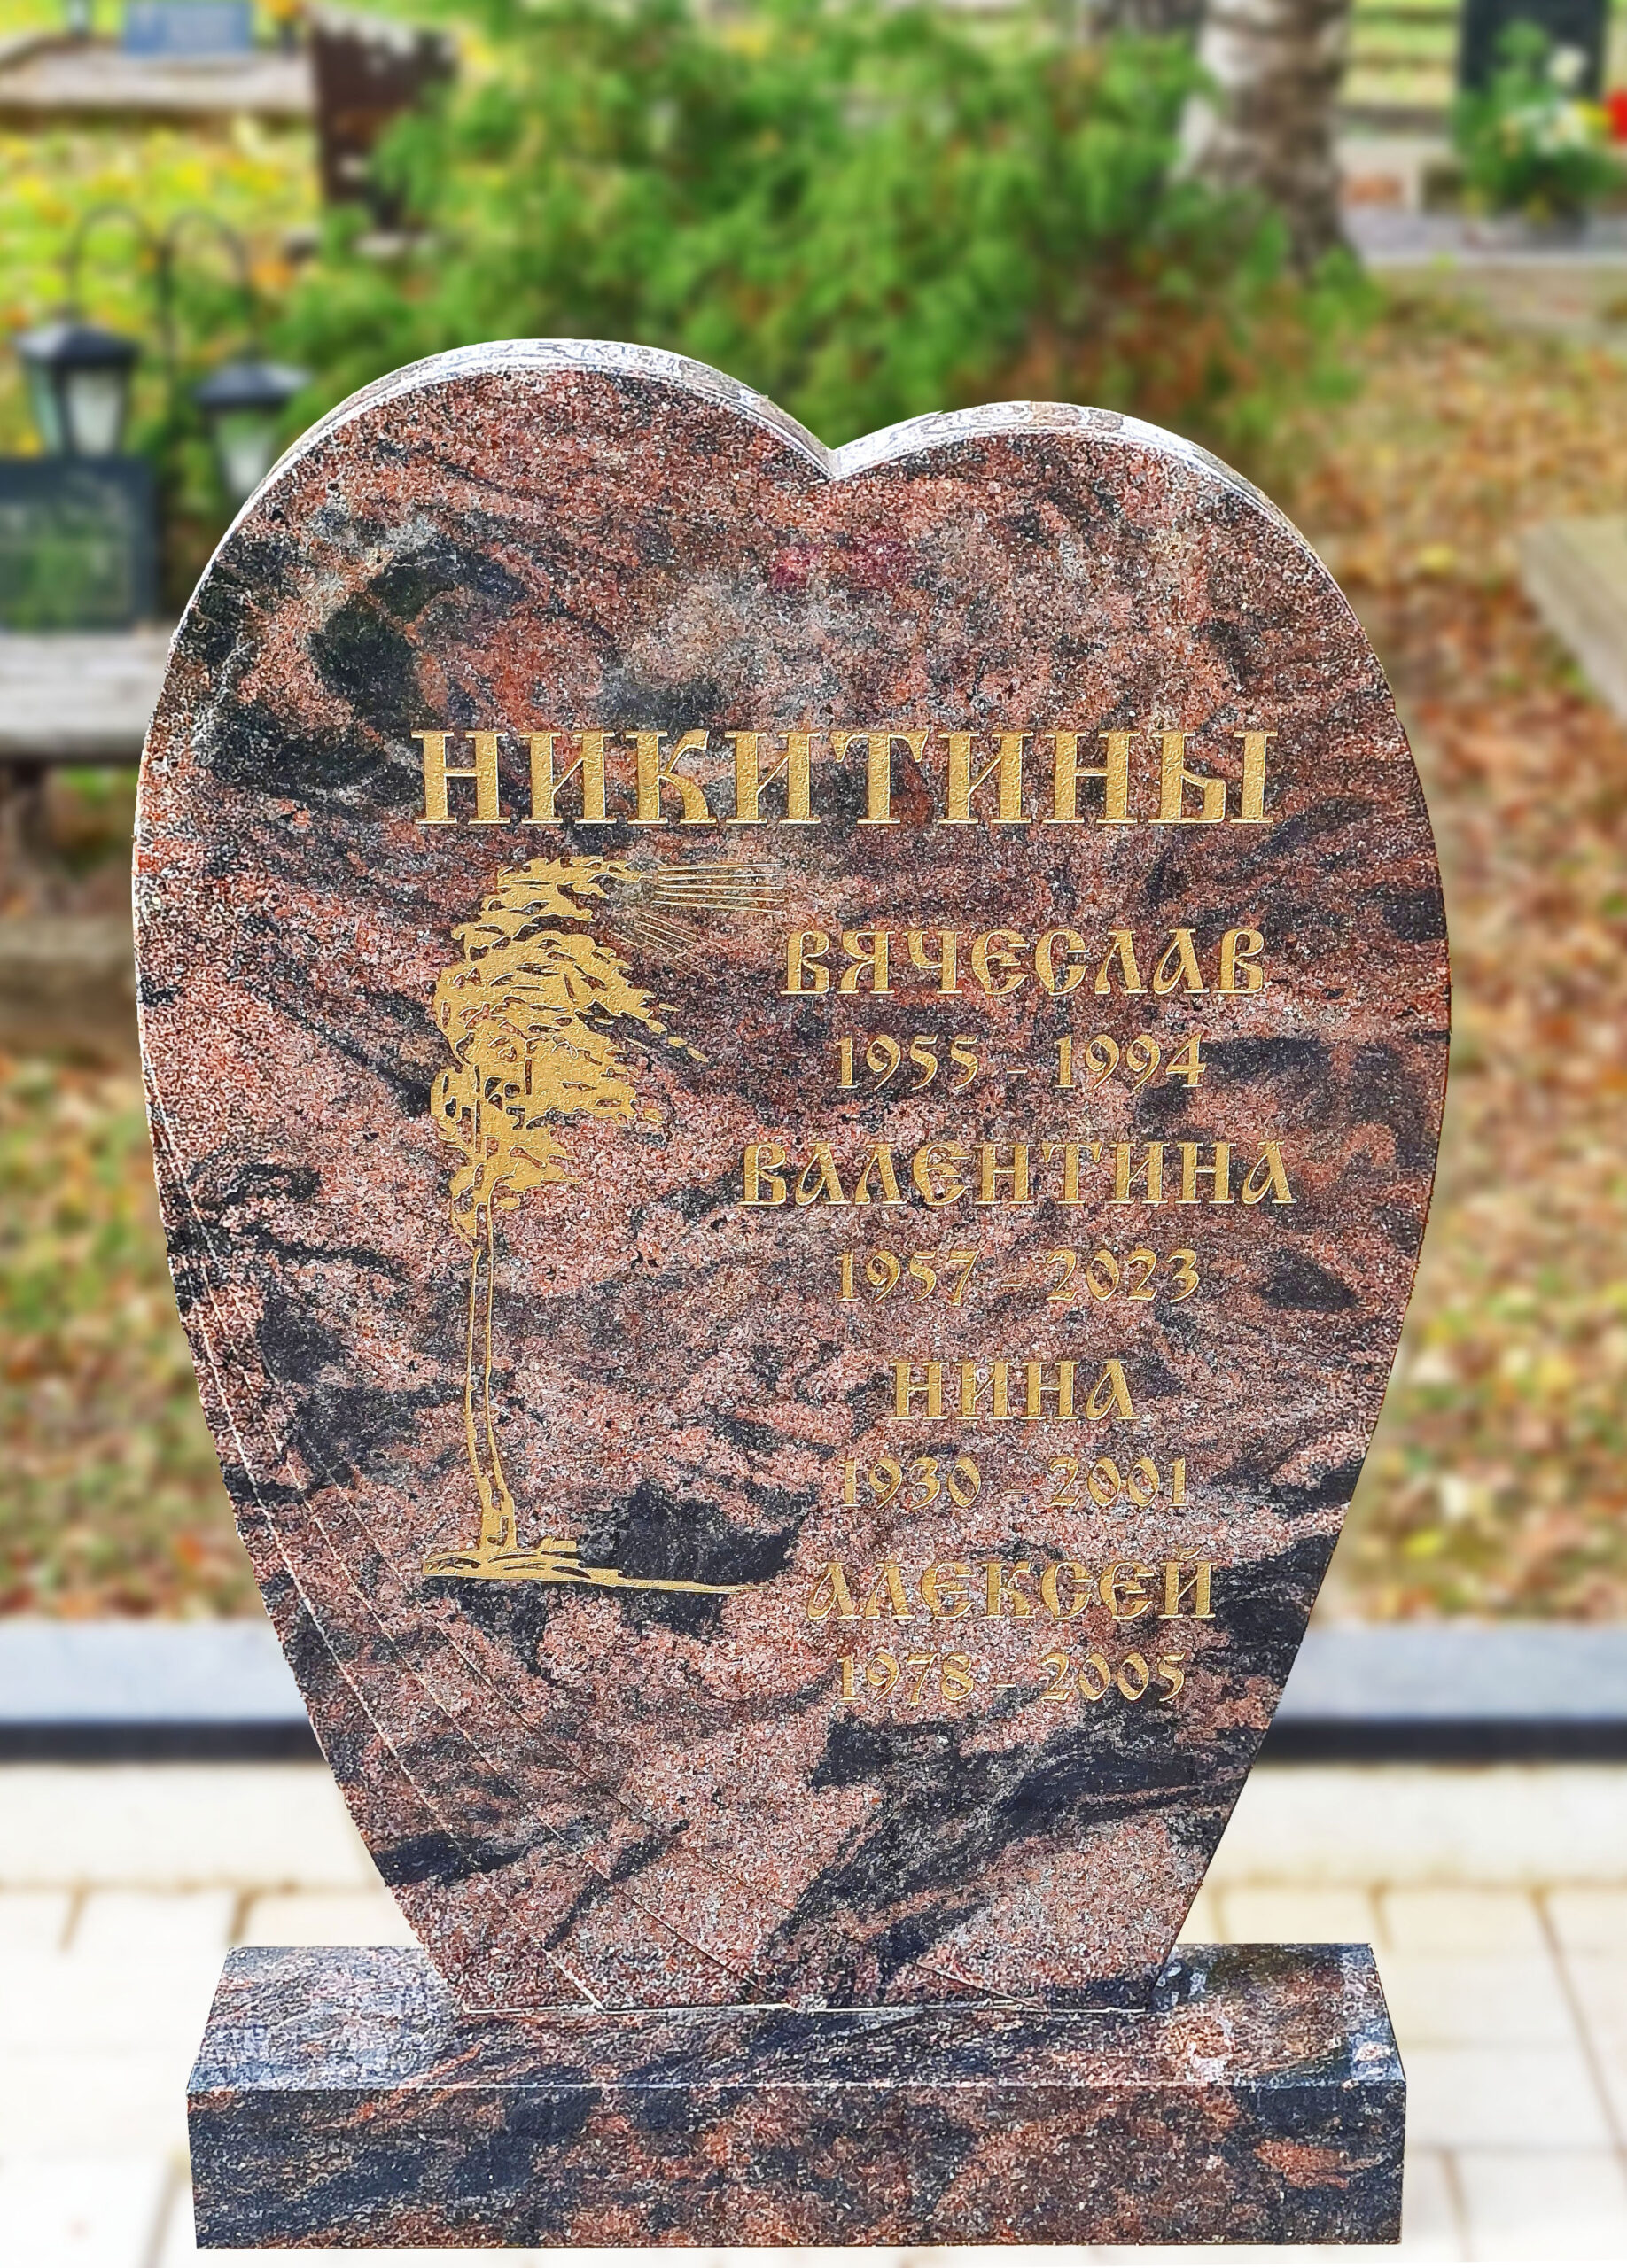 НИКИТИНЫ
ВЯЧЕСЛАВ
1955 - 1994
ВАЛЕНТИНА
1957 - 2023
НИНА
1930 - 2001
АЛЕКСЕЙ
1978 - 2005